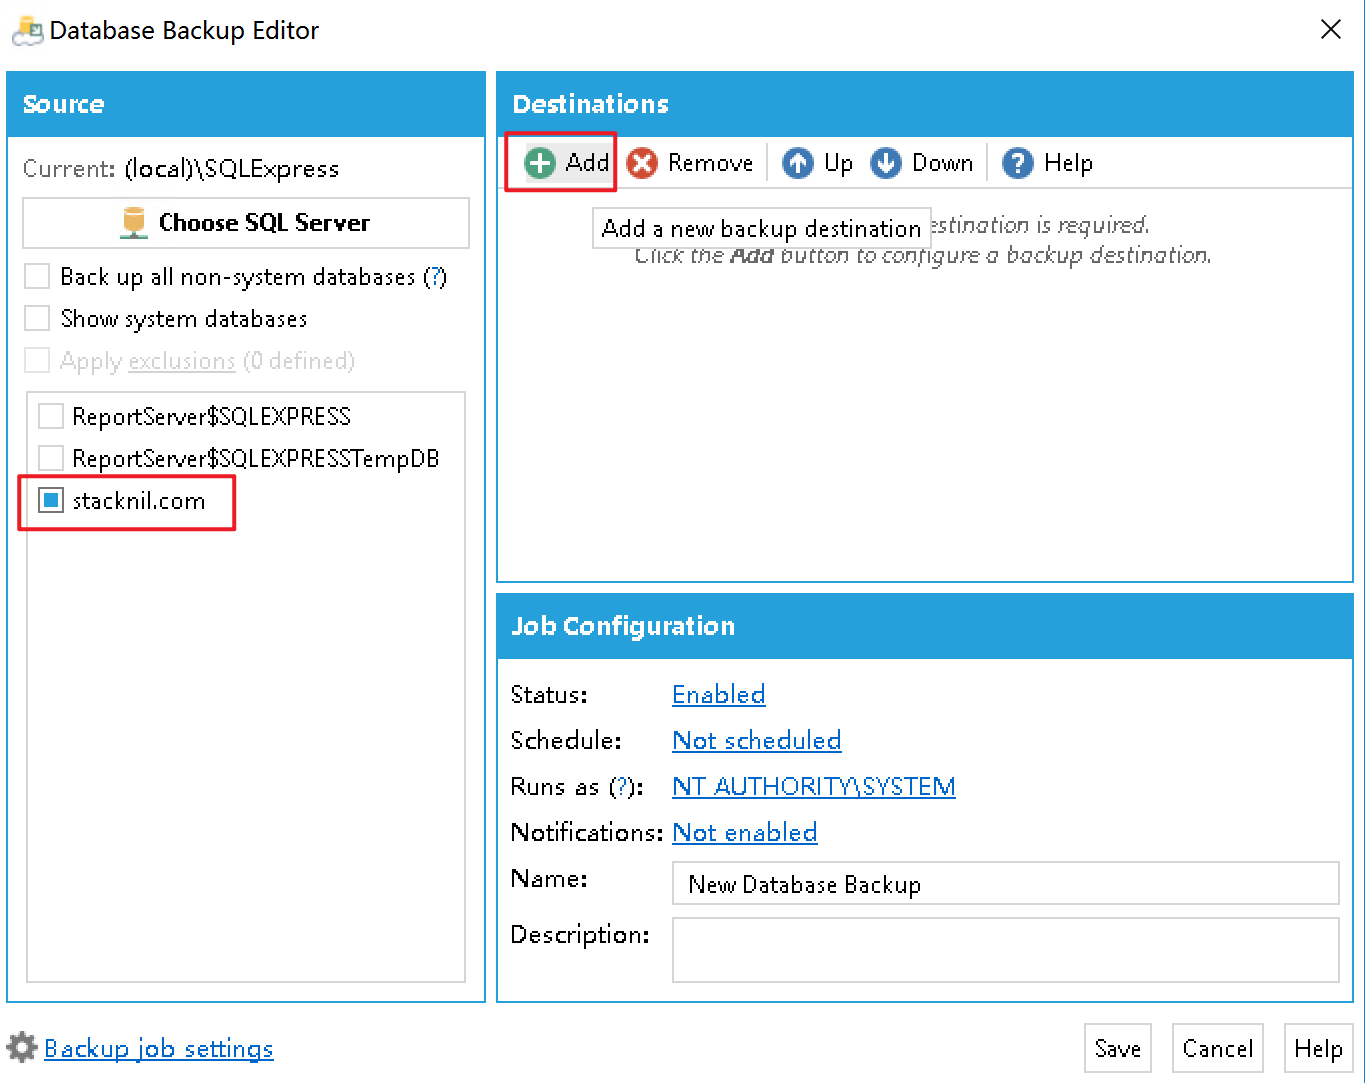 Database Backup Editor
Source
Current: (local)\SQLExpress
Choose SQL Server
Back up all non-system databases (?)
Show system databases
Apply exclusions (0 defined)
ReportServer$SQLEXPRESS
ReportServer$SQLEXPRESSTempDB
stacknil.com
Destinations
Add Remove Up Down ? Help
Add a new backup destination
is required.
Click the Add button to configure a backup destination.
Job Configuration
Status: Enabled
Schedule: Not scheduled
Runs as (?): NT AUTHORITY\SYSTEM
Notifications: Not enabled
Name: New Database Backup
Description:
Backup job settings
Save Cancel Help